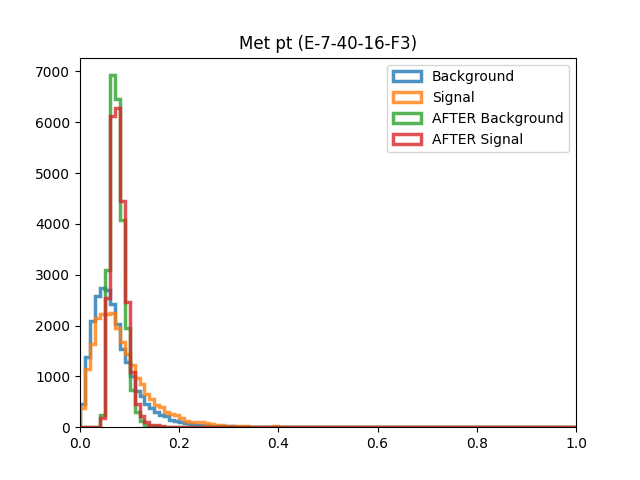 Met pt (E-7-40-16-F3)
Background
Signal
AFTER Background
AFTER Signal
7000
6000
5000
4000
3000
2000
1000
0
0.0 0.2 0.4 0.6 0.8 1.0